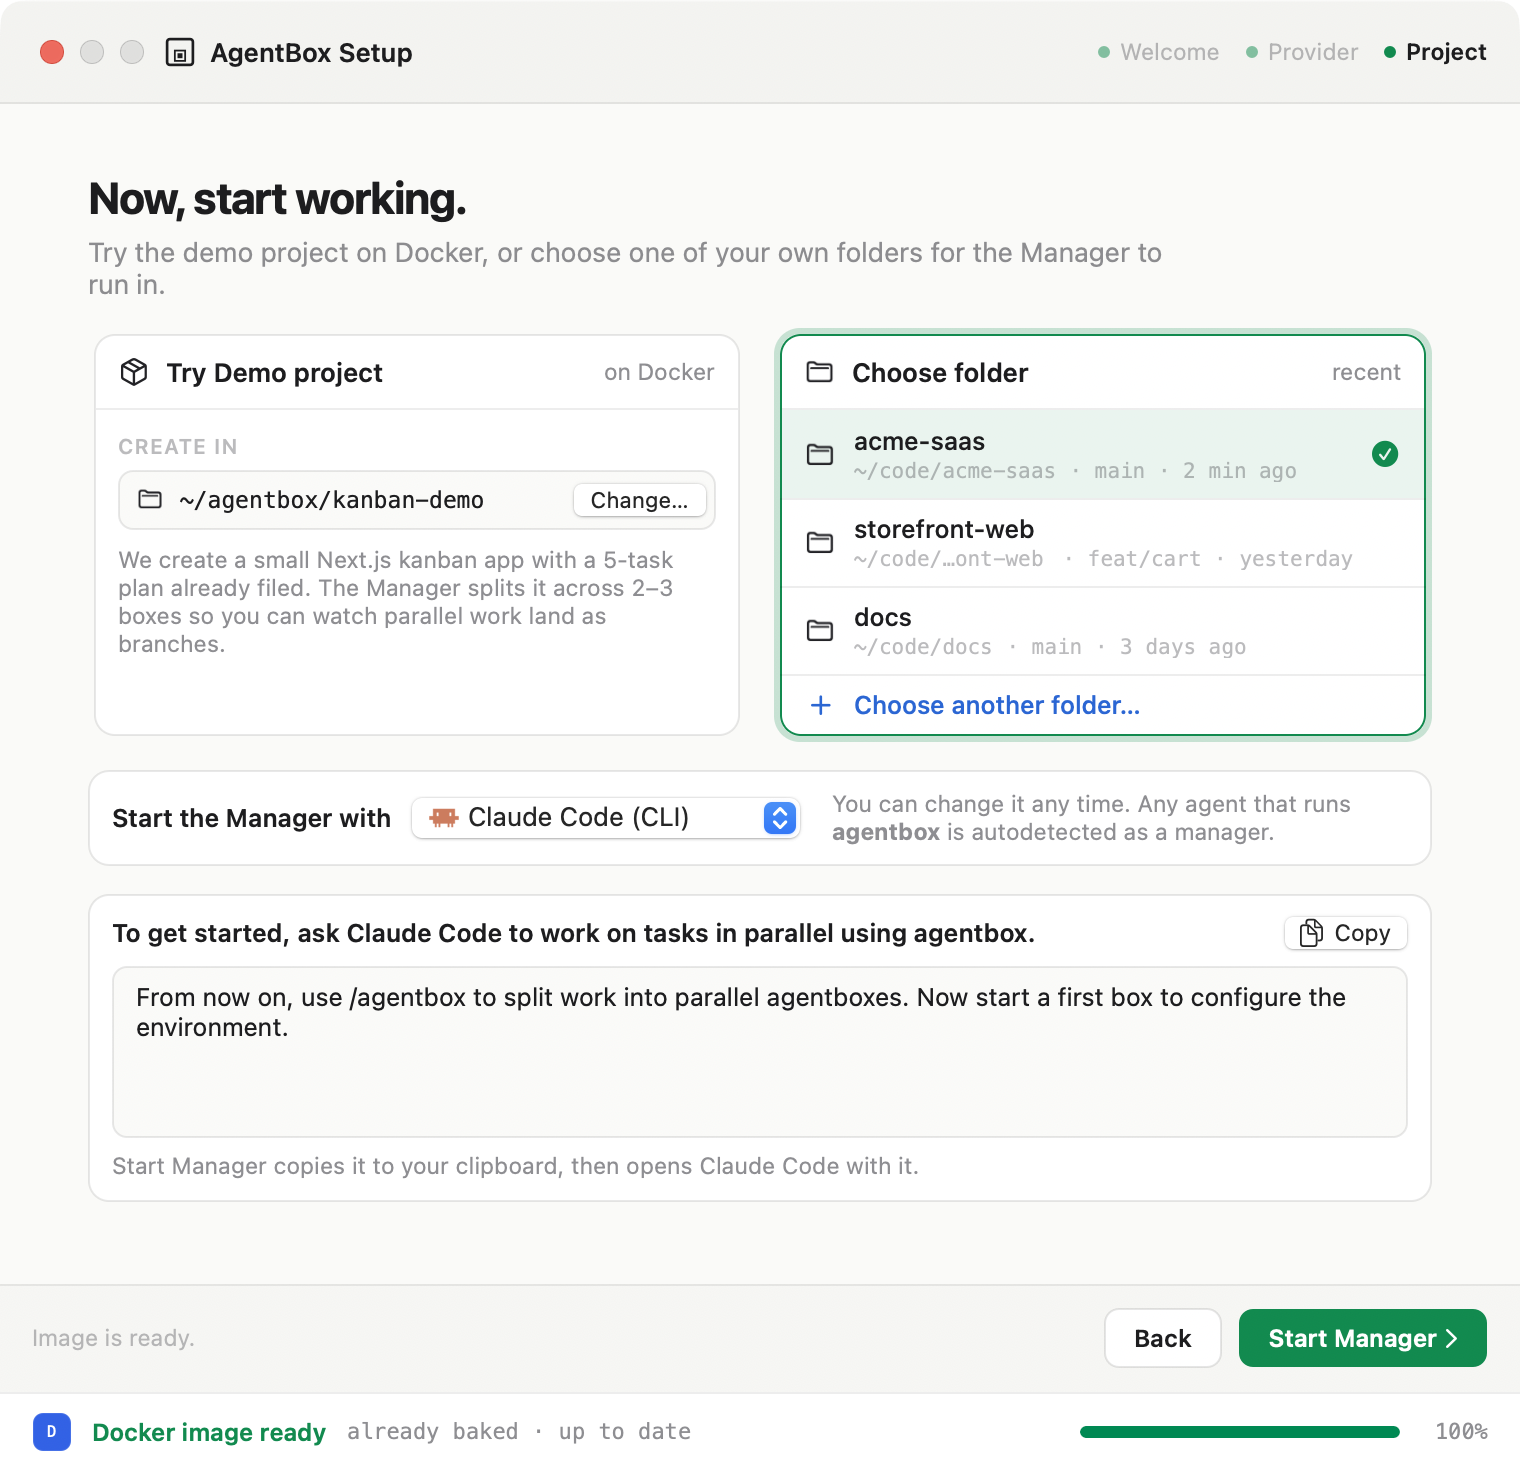 AgentBox Setup
Welcome
Provider
Project
Now, start working.
Try the demo project on Docker, or choose one of your own folders for the Manager to
run in.
Try Demo project
on Docker
CREATE IN
~/agentbox/kanban-demo
Change...
We create a small Next.js kanban app with a 5-task
plan already filed. The Manager splits it across 2–3
boxes so you can watch parallel work land as
branches.
Choose folder
recent
acme-saas
~/code/acme-saas · main · 2 min ago
storefront-web
~/code/…ont-web · feat/cart · yesterday
docs
~/code/docs · main · 3 days ago
Choose another folder...
Start the Manager with
Claude Code (CLI)
You can change it any time. Any agent that runs
agentbox is autodetected as a manager.
To get started, ask Claude Code to work on tasks in parallel using agentbox.
Copy
From now on, use /agentbox to split work into parallel agentboxes. Now start a first box to configure the
environment.
Start Manager copies it to your clipboard, then opens Claude Code with it.
Image is ready.
Back
Start Manager
D
Docker image ready
already baked · up to date
100%